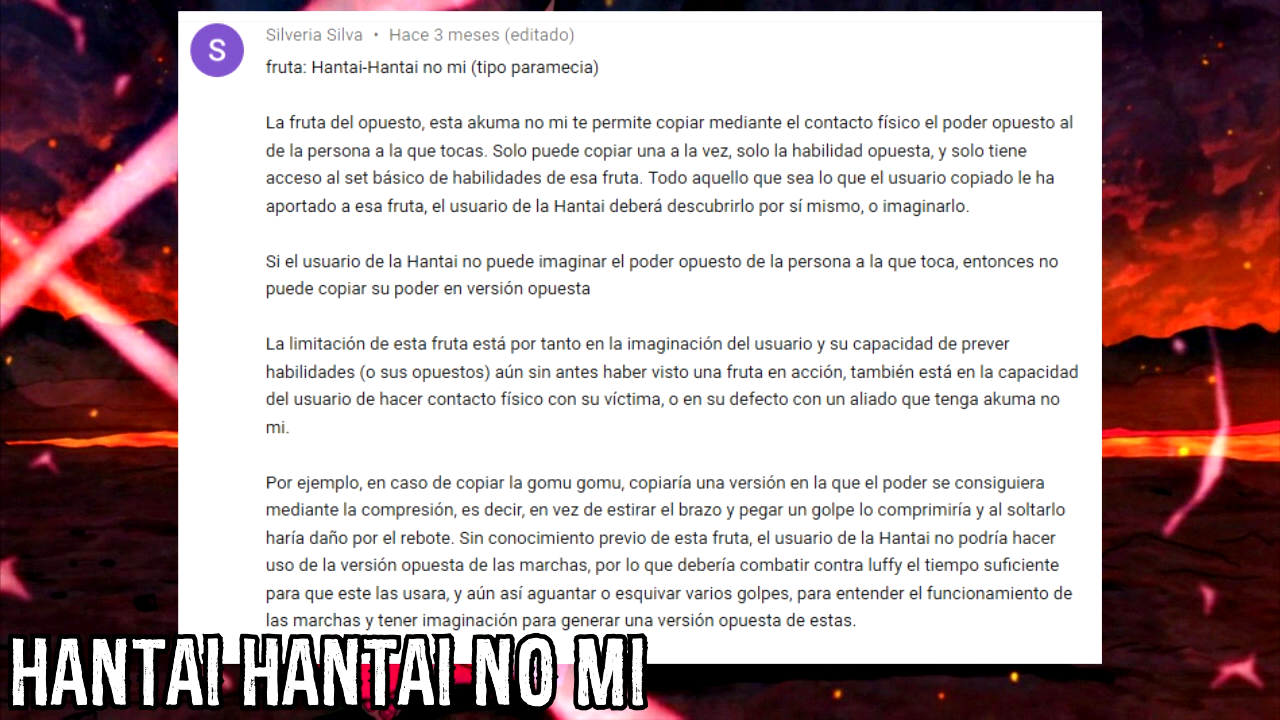 S
Silveria Silva • Hace 3 meses (editado)
fruta: Hantai-Hantai no mi (tipo paramecia)
La fruta del opuesto, esta akuma no mi te permite copiar mediante el contacto físico el poder opuesto al
de la persona a la que tocas. Solo puede copiar una a la vez, solo la habilidad opuesta, y solo tiene
acceso al set básico de habilidades de esa fruta. Todo aquello que sea lo que el usuario copiado le ha
aportado a esa fruta, el usuario de la Hantai deberá descubrirlo por sí mismo, o imaginarlo.
Si el usuario de la Hantai no puede imaginar el poder opuesto de la persona a la que toca, entonces no
puede copiar su poder en versión opuesta
La limitación de esta fruta está por tanto en la imaginación del usuario y su capacidad de prever
habilidades (o sus opuestos) aún sin antes haber visto una fruta en acción, también está en la capacidad
del usuario de hacer contacto físico con su víctima, o en su defecto con un aliado que tenga akuma no
mi.
Por ejemplo, en caso de copiar la gomu gomu, copiaría una versión en la que el poder se consiguiera
mediante la compresión, es decir, en vez de estirar el brazo y pegar un golpe lo comprimiría y al soltarlo
haría daño por el rebote. Sin conocimiento previo de esta fruta, el usuario de la Hantai no podría hacer
uso de la versión opuesta de las marchas, por lo que debería combatir contra luffy el tiempo suficiente
para que este las usara, y aún así aguantar o esquivar varios golpes, para entender el funcionamiento de
las marchas y tener imaginación para generar una versión opuesta de estas.
HANTAI HANTAI NO MI